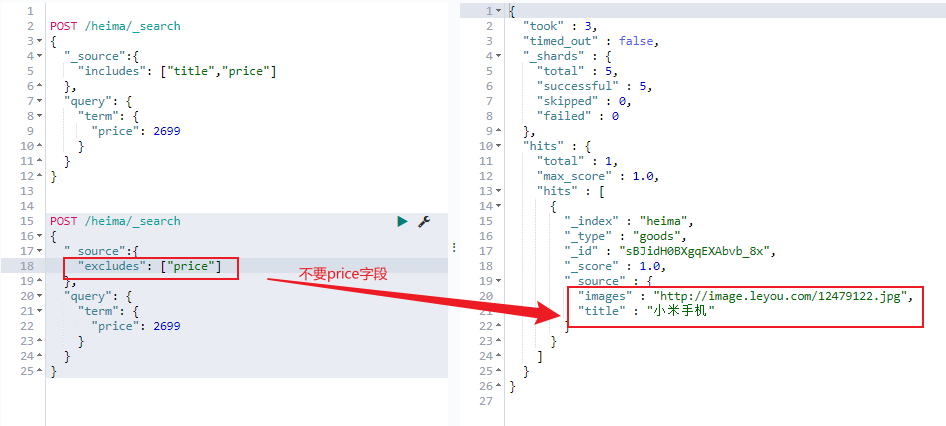 1
2 POST /heima/_search
3 {
4 "_source":{
5 "includes": ["title","price"]
6 },
7 "query": {
8 "term": {
9 "price": 2699
10 }
11 }
12 }
13
14
15 POST /heima/_search
16 {
17 "_source":{
18 "excludes": ["price"]
19 },
20 "query": {
21 "term": {
22 "price": 2699
23 }
24 }
25 }
不要price字段
1 {
2 "took" : 3,
3 "timed_out" : false,
4 "_shards" : {
5 "total" : 5,
6 "successful" : 5,
7 "skipped" : 0,
8 "failed" : 0
9 },
10 "hits" : {
11 "total" : 1,
12 "max_score" : 1.0,
13 "hits" : [
14 {
15 "_index" : "heima",
16 "_type" : "goods",
17 "_id" : "sBJidH0BXgqEXAbvb_8x",
18 "_score" : 1.0,
19 "_source" : {
20 "images" : "http://image.leyou.com/12479122.jpg",
21 "title" : "小米手机"
22 }
23 }
24 ]
25 }
26 }
27